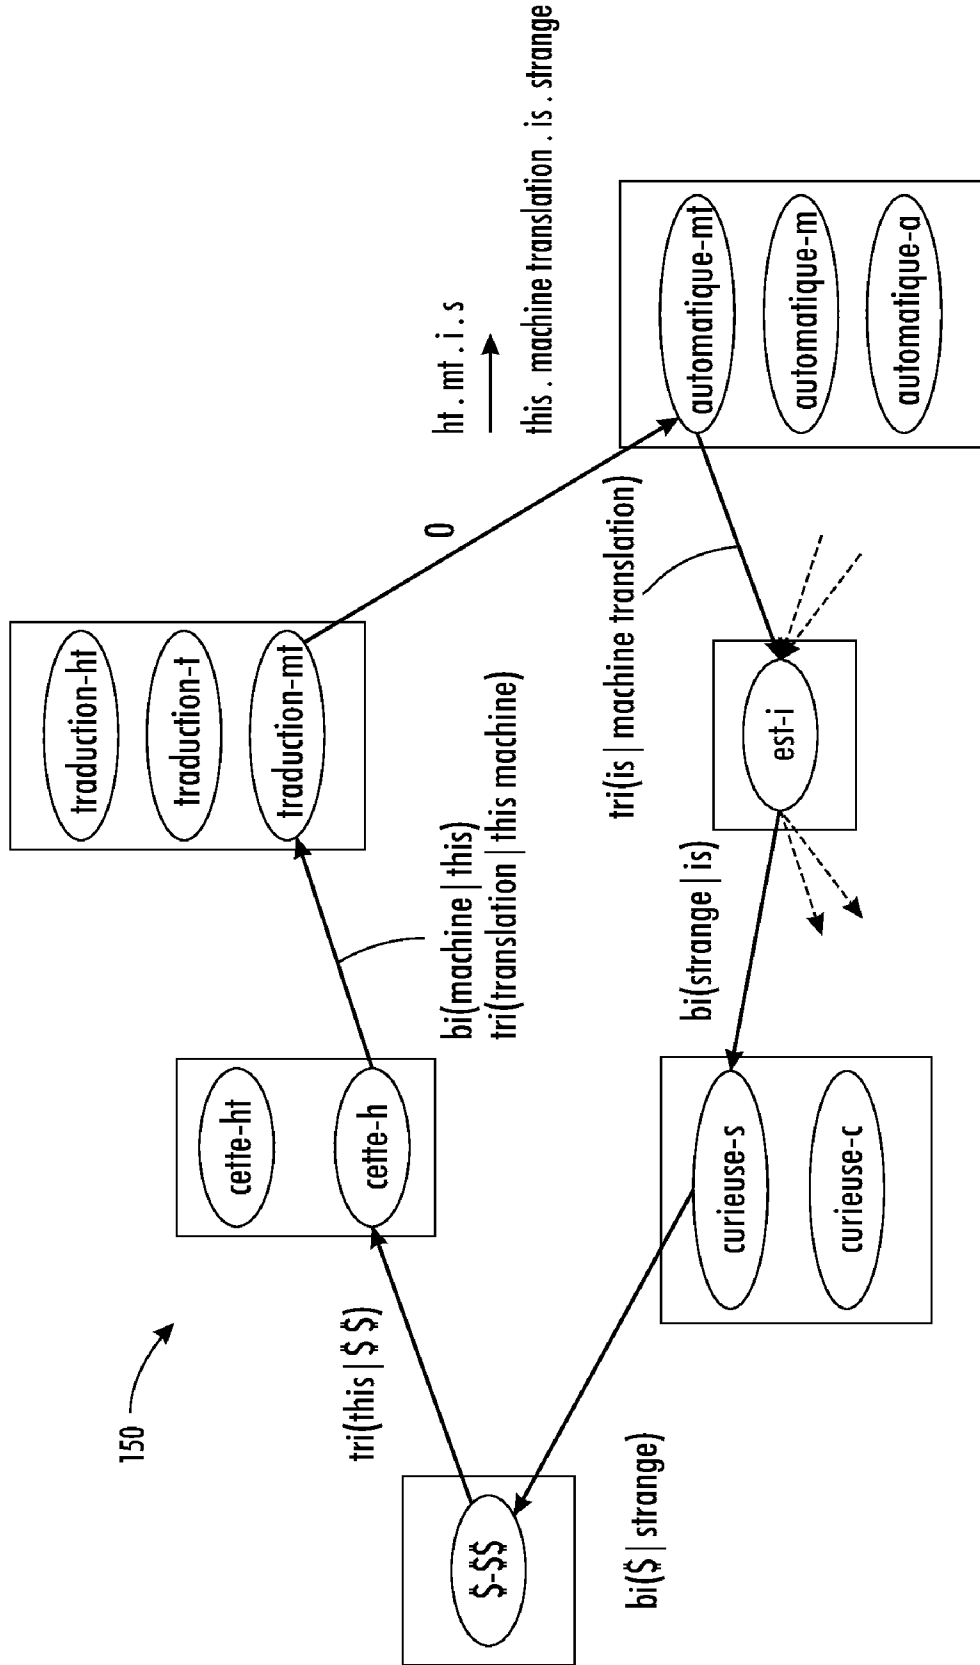 150
$-$$
tri(this | $ $)
cette-ht
cette-h
bi(machine | this)
tri(translation | this machine)
traduction-ht
traduction-t
traduction-mt
0
ht . mt . i . s
this . machine translation . is . strange
automatique-mt
automatique-m
automatique-a
tri(is | machine translation)
est-i
bi(strange | is)
curieuse-s
curieuse-c
bi($ | strange)